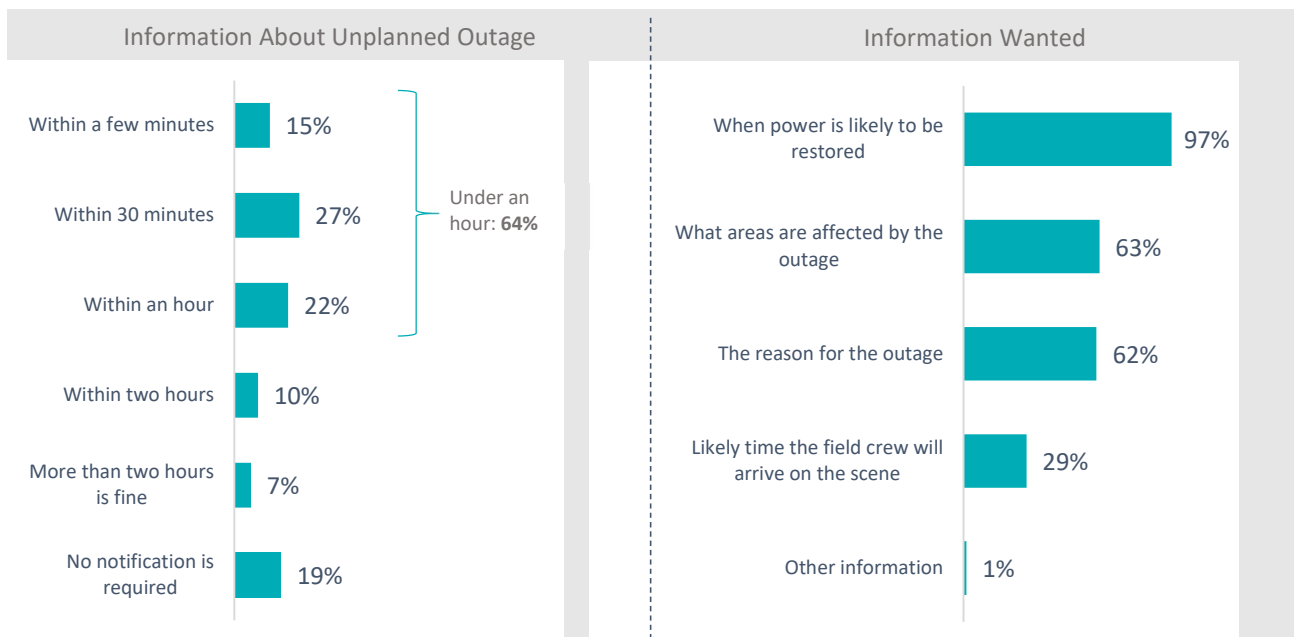 Information About Unplanned Outage
Within a few minutes
15%
Within 30 minutes
27%
Within an hour
22%
Under an
hour: 64%
Within two hours
10%
More than two hours
is fine
7%
No notification is
required
19%
Information Wanted
When power is likely to be
restored
97%
What areas are affected by the
outage
63%
The reason for the outage
62%
Likely time the field crew will
arrive on the scene
29%
Other information
1%